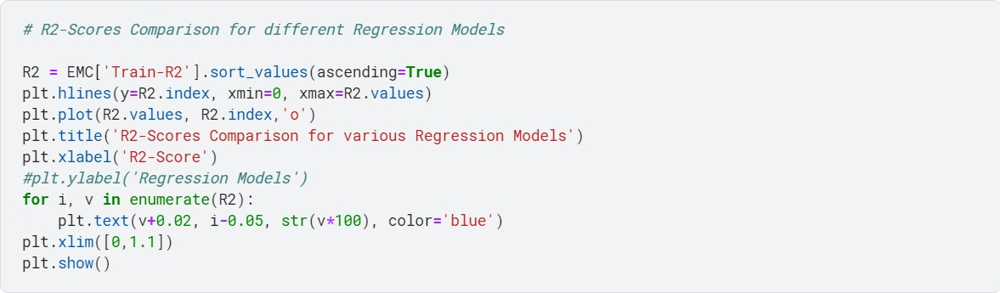 # R2-Scores Comparison for different Regression Models

R2 = EMC['Train-R2'].sort_values(ascending=True)
plt.hlines(y=R2.index, xmin=0, xmax=R2.values)
plt.plot(R2.values, R2.index,'o')
plt.title('R2-Scores Comparison for various Regression Models')
plt.xlabel('R2-Score')
#plt.ylabel('Regression Models')
for i, v in enumerate(R2):
    plt.text(v+0.02, i-0.05, str(v*100), color='blue')
plt.xlim([0,1.1])
plt.show()